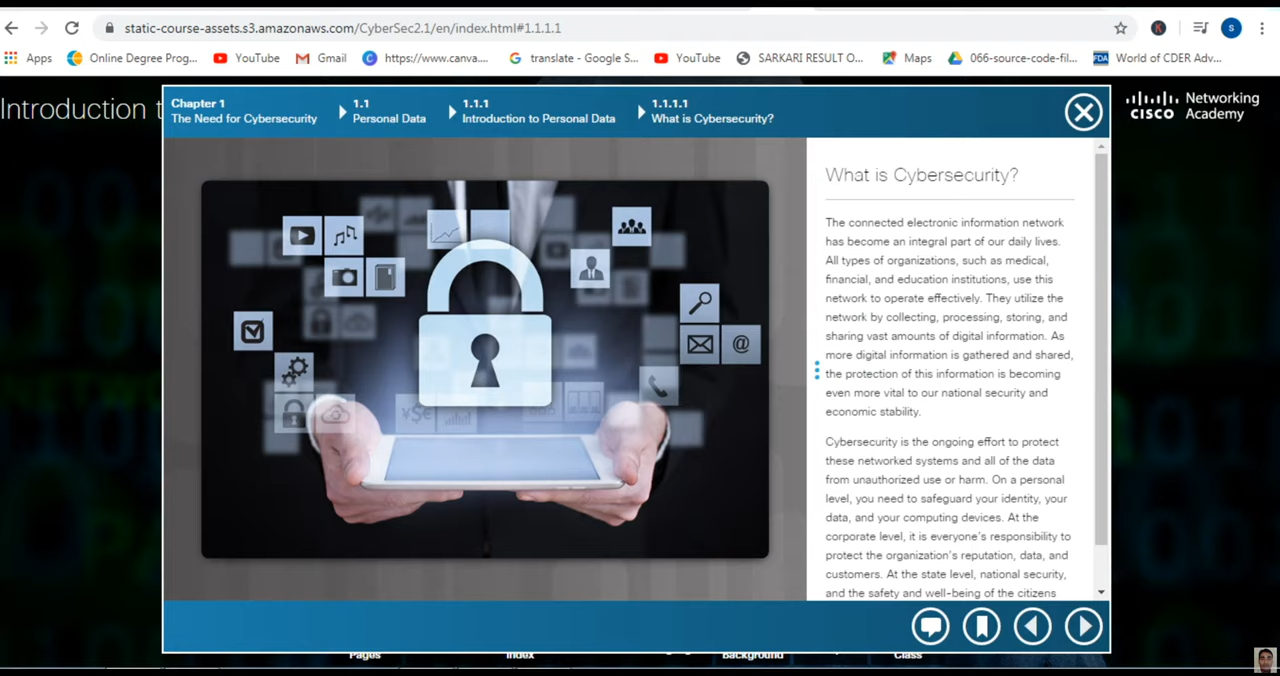 static-course-assets.s3.amazonaws.com/CyberSec2.1/en/index.html#1.1.1.1
K
S
Apps
Online Degree Prog...
YouTube
Gmail
C
https://www.canva....
G
translate - Google S...
YouTube
SARKARI RESULT O...
Maps
066-source-code-fil...
FDA
World of CDER Adv...
Introduction t
Chapter 1
The Need for Cybersecurity
1.1
Personal Data
1.1.1
Introduction to Personal Data
1.1.1.1
What is Cybersecurity?
CISCO
Networking
Academy
@
¥$€
What is Cybersecurity?
The connected electronic information network
has become an integral part of our daily lives.
All types of organizations, such as medical,
financial, and education institutions, use this
network to operate effectively. They utilize the
network by collecting, processing, storing, and
sharing vast amounts of digital information. As
more digital information is gathered and shared,
the protection of this information is becoming
even more vital to our national security and
economic stability.
Cybersecurity is the ongoing effort to protect
these networked systems and all of the data
from unauthorized use or harm. On a personal
level, you need to safeguard your identity, your
data, and your computing devices. At the
corporate level, it is everyone's responsibility to
protect the organization's reputation, data, and
customers. At the state level, national security,
and the safety and well-being of the citizens
Pages
Index
Background
Class